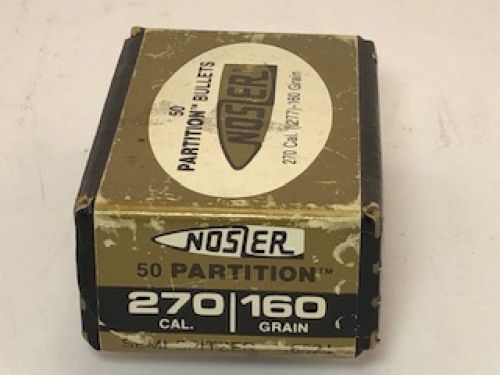 50
PARTITION™ BULLETS
NOSLER
270 Cal. (.277)-160 Grain
NOSLER
50 PARTITION™
270 | 160
CAL. GRAIN